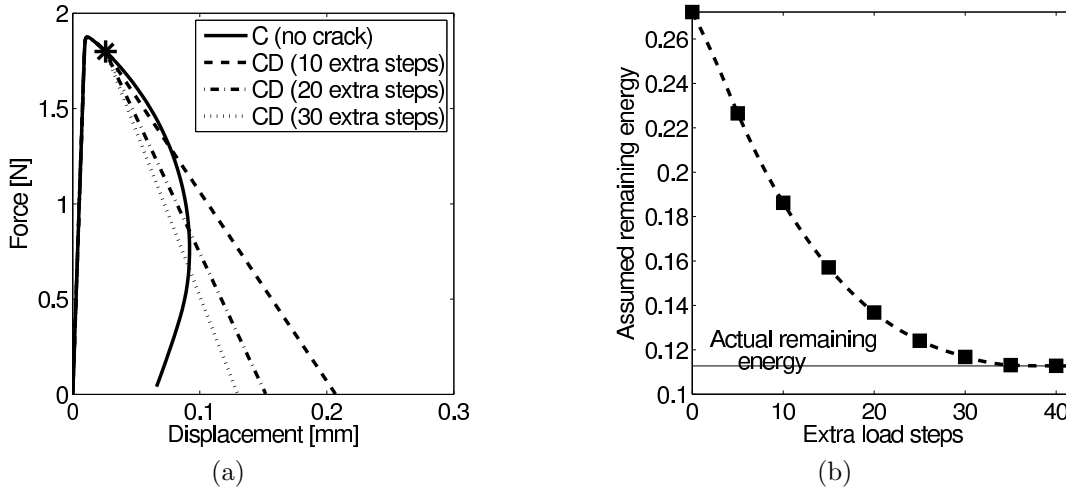 2
1.5
1
0.5
0
Force [N]
C (no crack)
CD (10 extra steps)
CD (20 extra steps)
CD (30 extra steps)
0 0.1 0.2 0.3
Displacement [mm]
(a)
0.26
0.24
0.22
0.2
0.18
0.16
0.14
0.12
0.1
Assumed remaining energy
Actual remaining
energy
0 10 20 30 40
Extra load steps
(b)